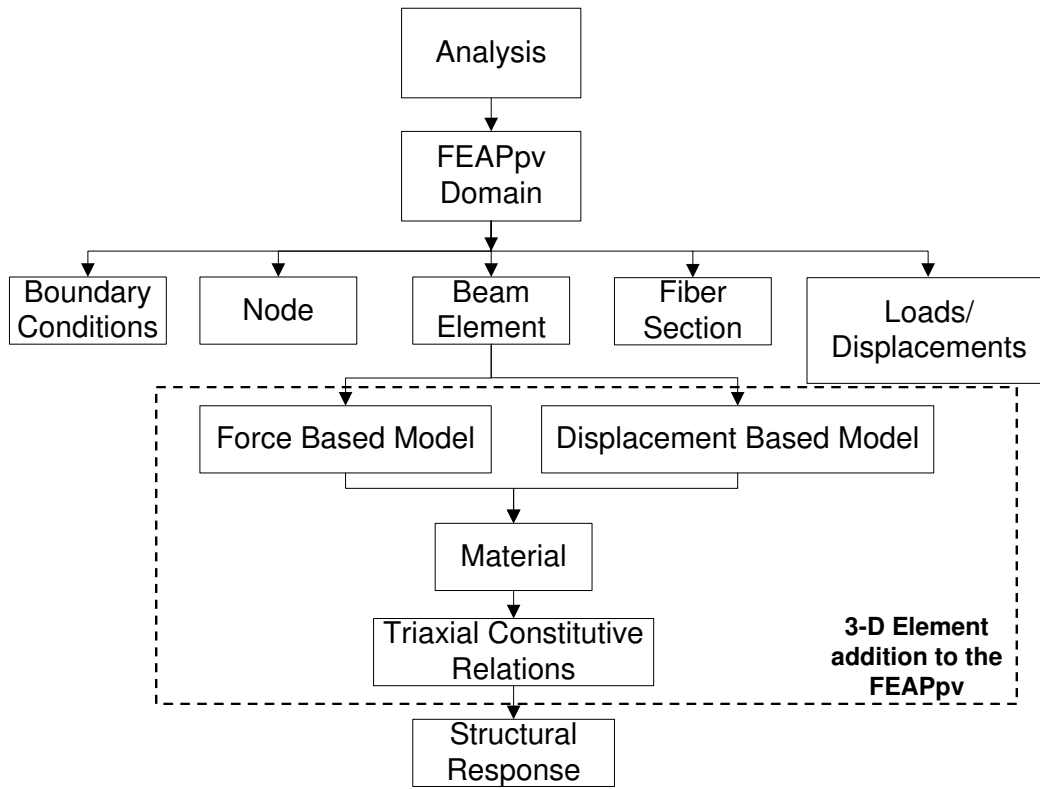 Analysis
FEAPpv
Domain
Boundary
Conditions
Node
Beam
Element
Fiber
Section
Loads/
Displacements
Force Based Model
Displacement Based Model
Material
Triaxial Constitutive
Relations
3-D Element
addition to the
FEAPpv
Structural
Response